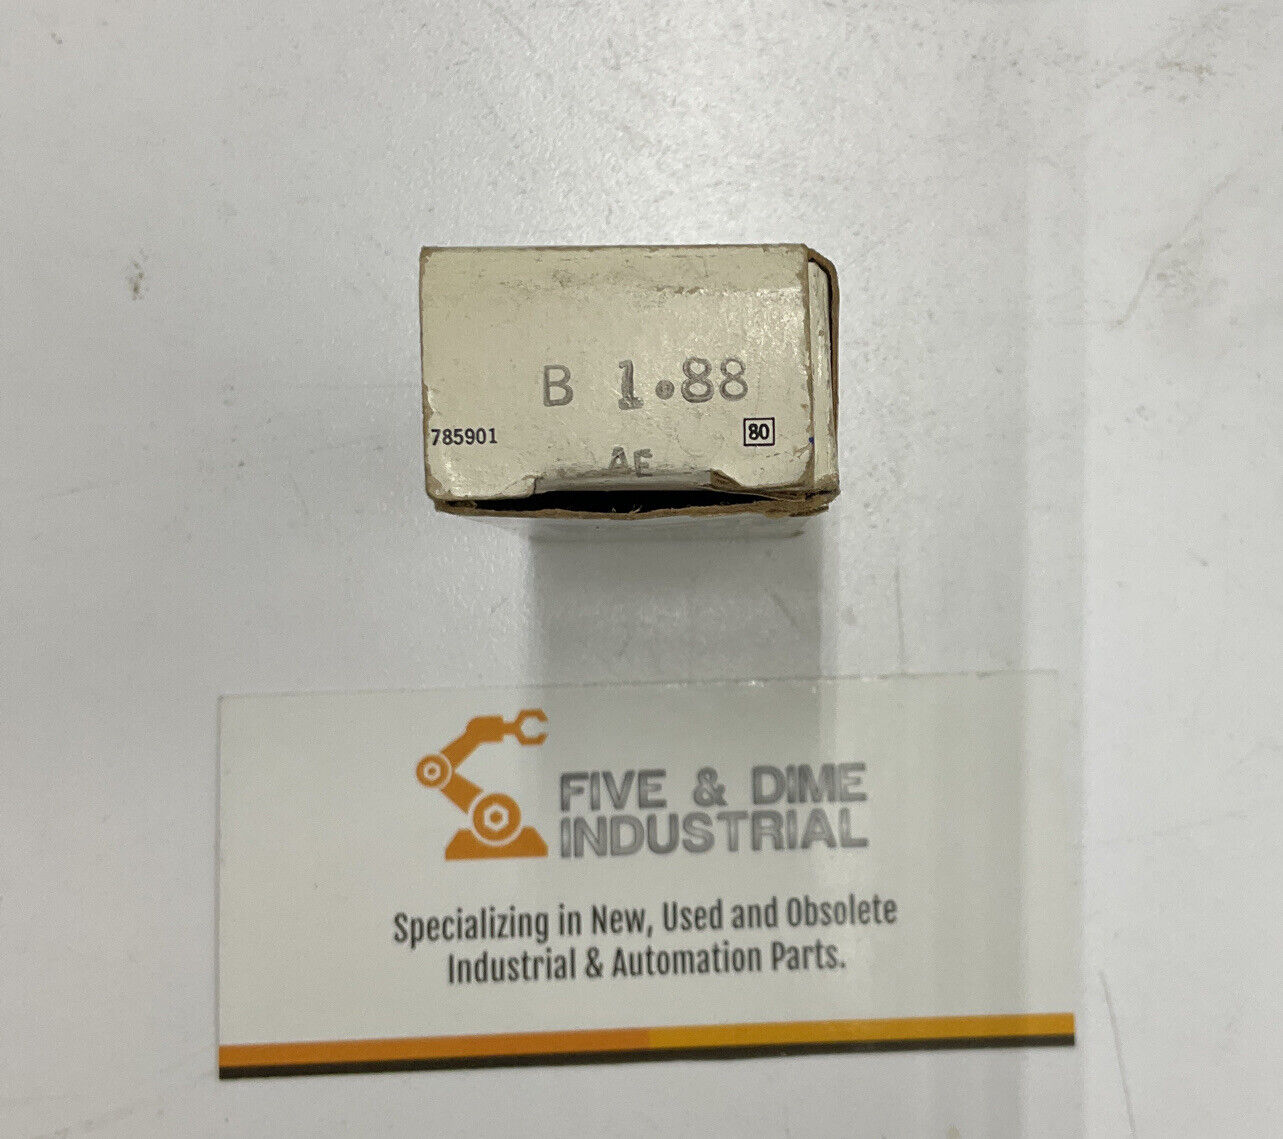 B 1.88
785901
80
AE
FIVE & DIME
INDUSTRIAL
Specializing in New, Used and Obsolete
Industrial & Automation Parts.